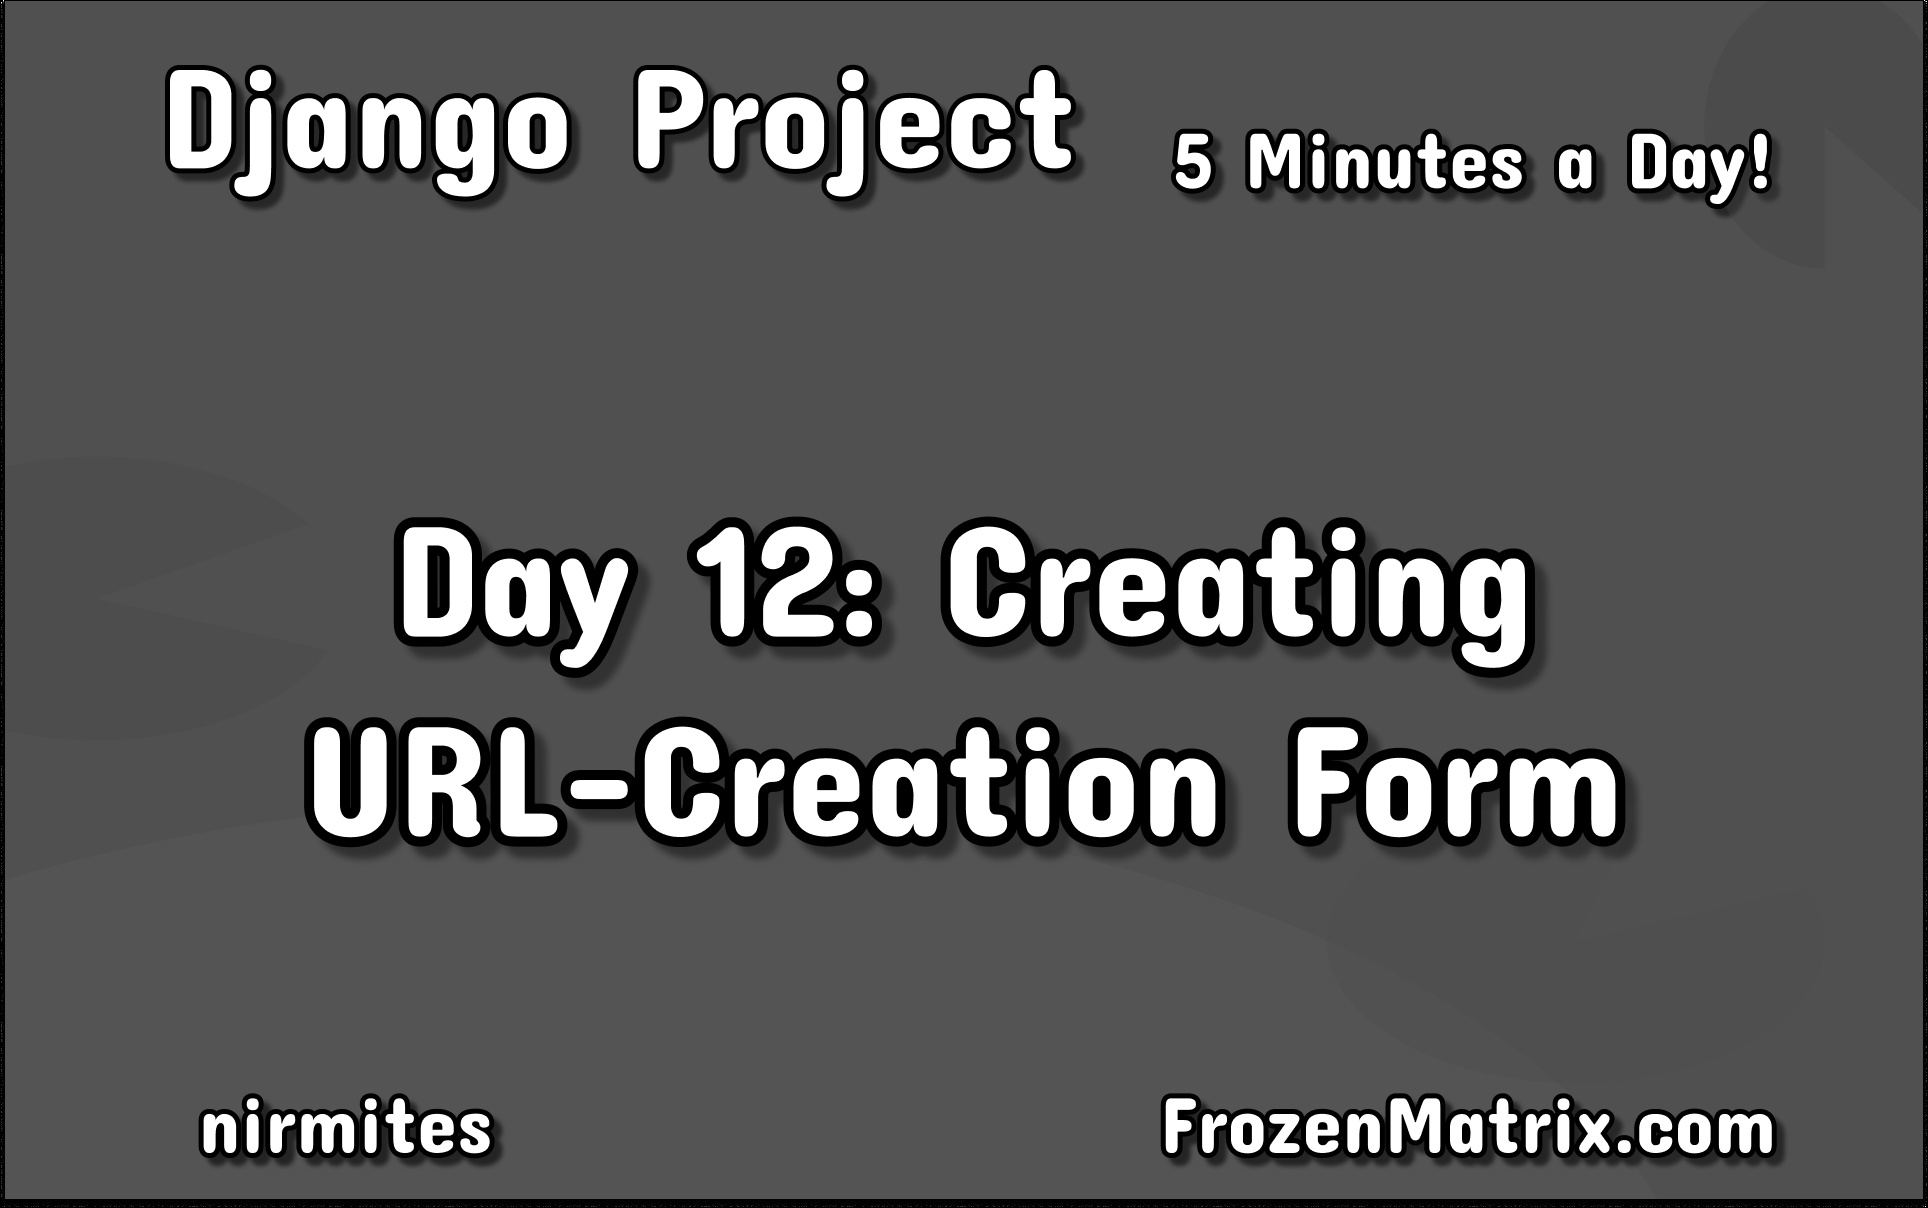 Django Project
5 Minutes a Day!
Day 12: Creating
URL-Creation Form
nirmites
FrozenMatrix.com